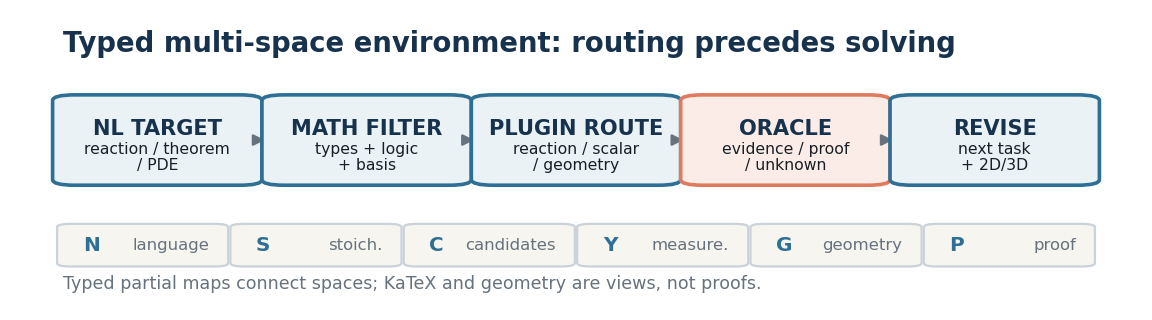 Typed multi-space environment: routing precedes solving
NL TARGET
reaction / theorem
/ PDE
MATH FILTER
types + logic
+ basis
PLUGIN ROUTE
reaction / scalar
/ geometry
ORACLE
evidence / proof
/ unknown
REVISE
next task
+ 2D/3D
N language
S stoich.
C candidates
Y measure.
G geometry
P proof
Typed partial maps connect spaces; KaTeX and geometry are views, not proofs.